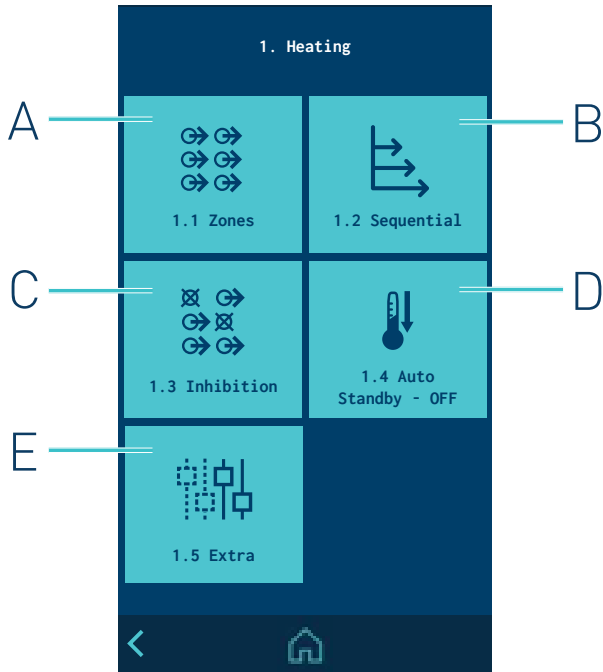 1. Heating
A
B
1.1 Zones
1.2 Sequential
C
D
1.3 Inhibition
1.4 Auto
Standby - OFF
E
1.5 Extra